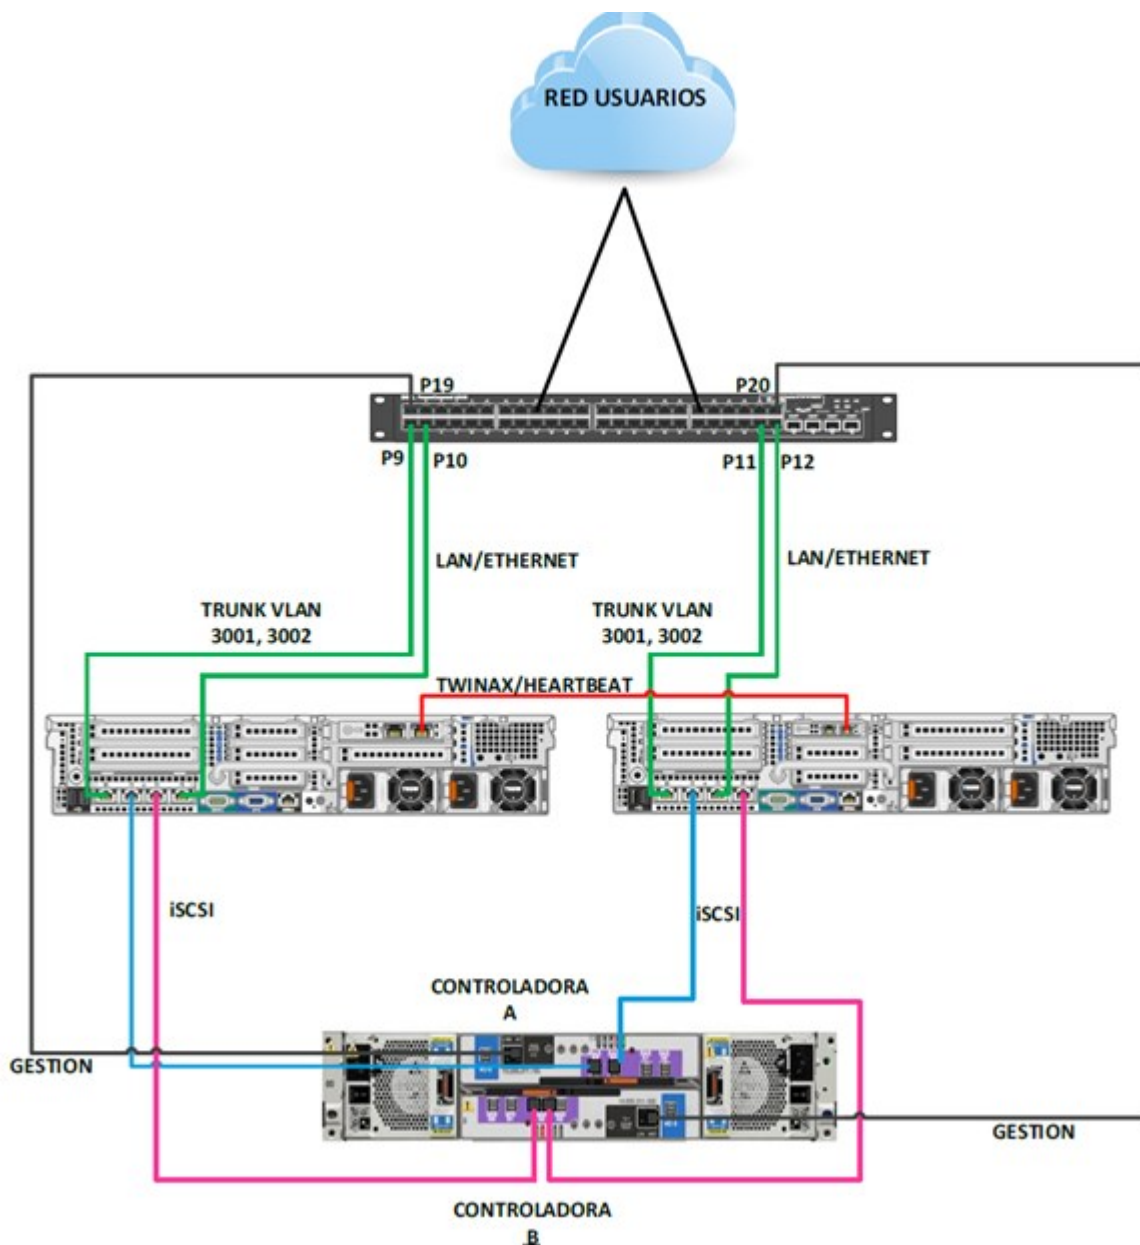 RED USUARIOS
P19
P20
P9
P10
P11
P12
LAN/ETHERNET
LAN/ETHERNET
TRUNK VLAN
3001, 3002
TRUNK VLAN
3001, 3002
TWINAX/HEARTBEAT
iSCSI
iSCSI
CONTROLADORA
A
GESTION
GESTION
CONTROLADORA
B